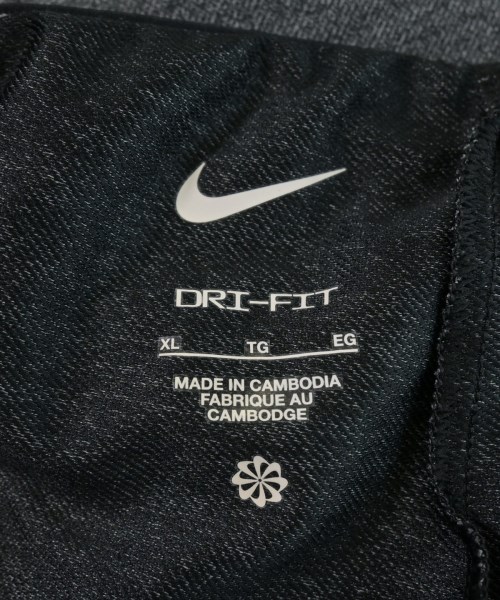 DRI-FIT
XL TG EG
MADE IN CAMBODIA
FABRIQUE AU
CAMBODGE